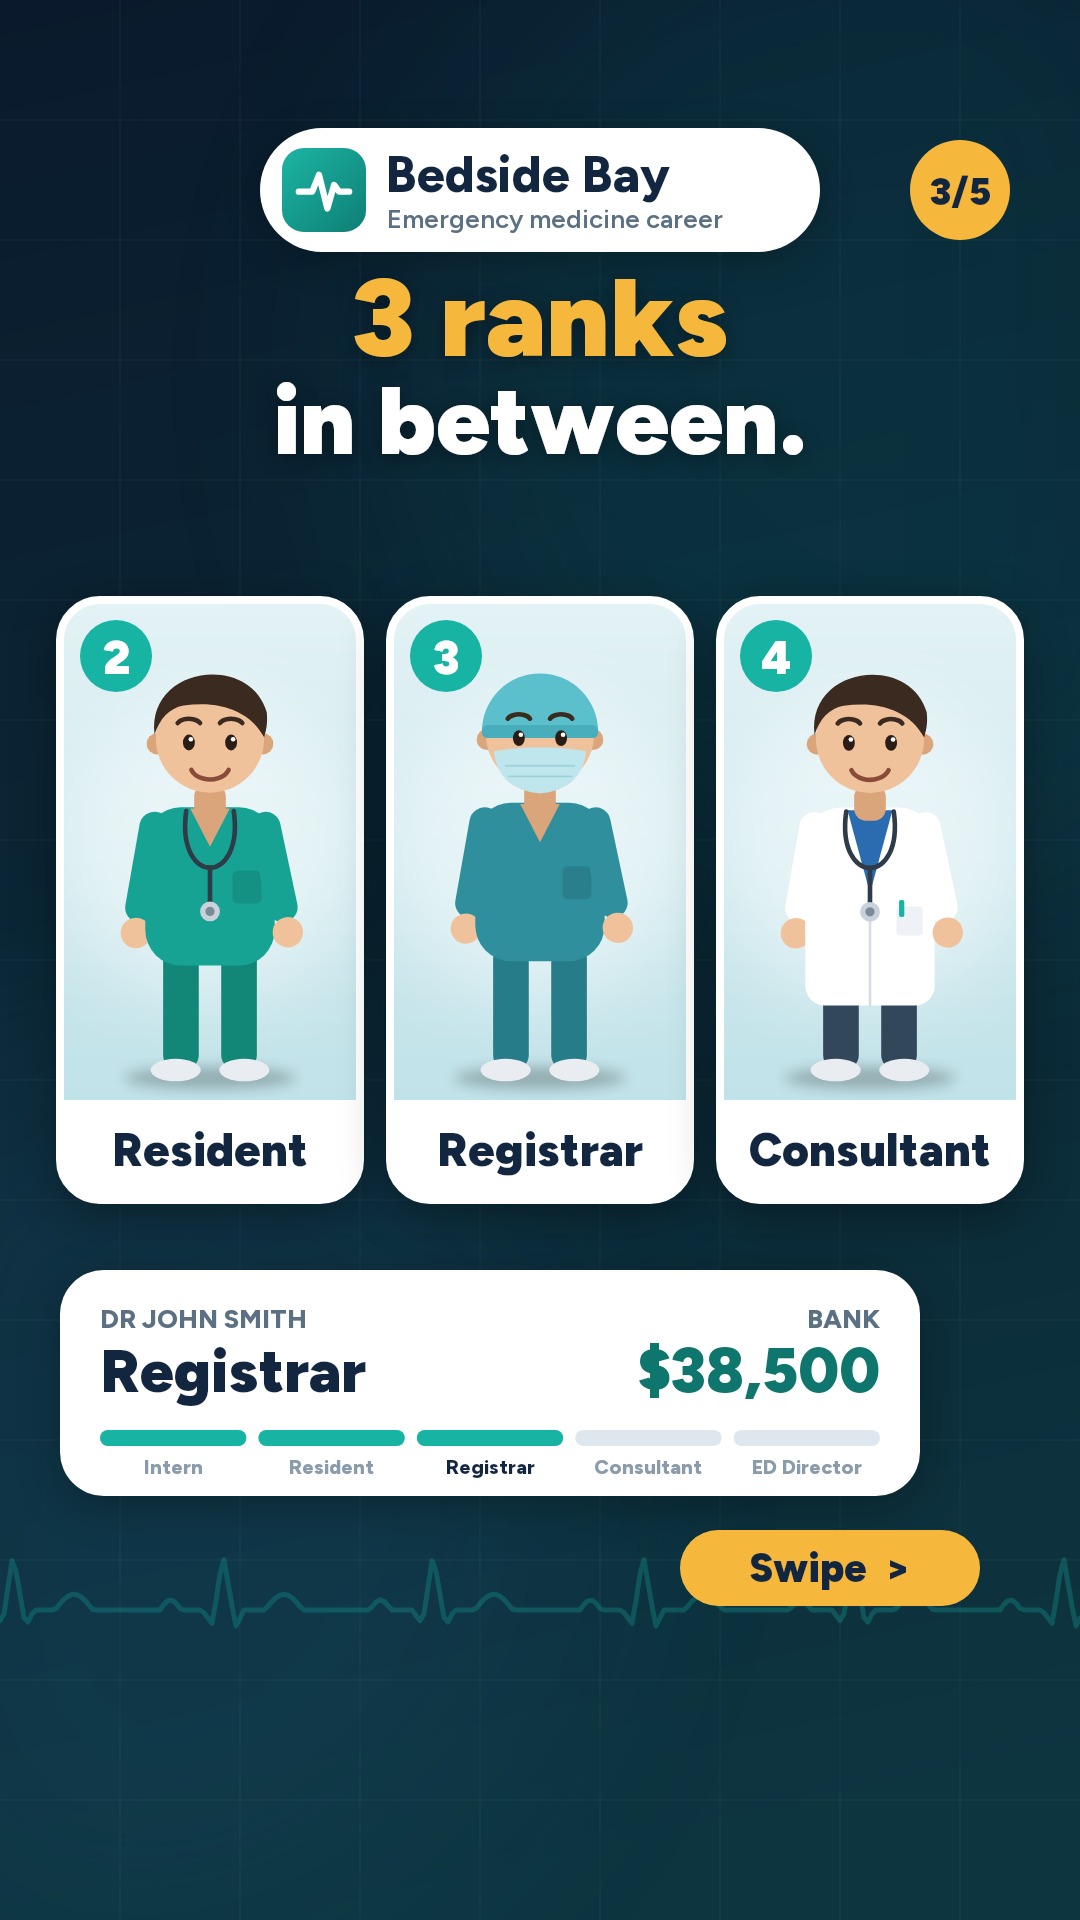 Bedside Bay
Emergency medicine career
3/5
3 ranks
in between.
2
3
4
Resident
Registrar
Consultant
DR JOHN SMITH
BANK
Registrar
$38,500
Intern
Resident
Registrar
Consultant
ED Director
Swipe >